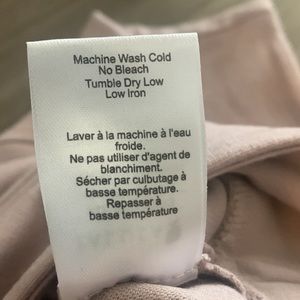 Machine Wash Cold
No Bleach
Tumble Dry Low
Low Iron
Laver à la machine à l'eau
froide.
Ne pas utiliser d'agent de
blanchiment.
Sécher par culbutage à
basse température.
Repasser à
basse température